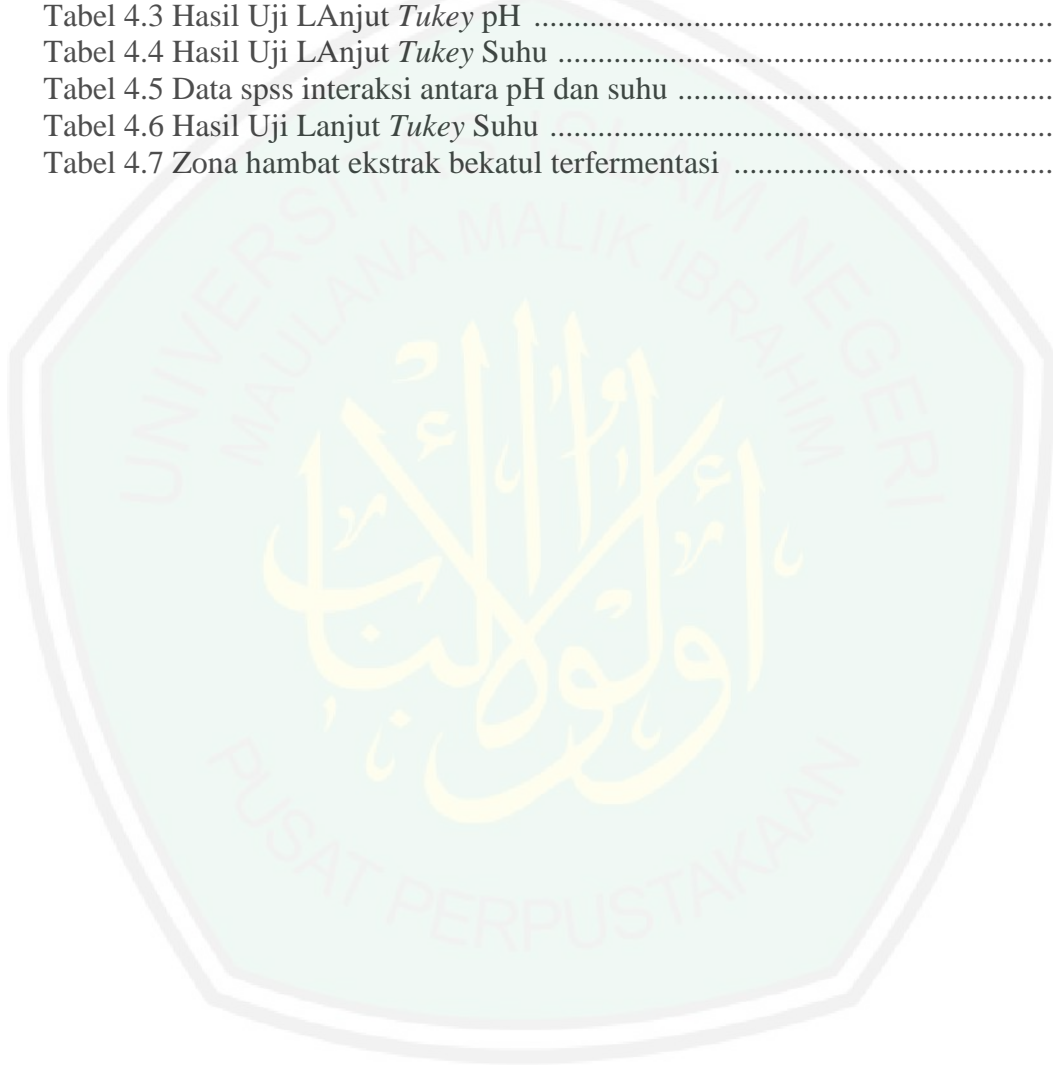 Tabel 4.3 Hasil Uji LAnjut Tukey pH ................................................................
Tabel 4.4 Hasil Uji LAnjut Tukey Suhu .............................................................
Tabel 4.5 Data spss interaksi antara pH dan suhu ..............................................
Tabel 4.6 Hasil Uji Lanjut Tukey Suhu ..............................................................
Tabel 4.7 Zona hambat ekstrak bekatul terfermentasi ........................................
UNIVERSITAS ISLAM NEGERI
MAULANA MALIK IBRAHIM
أولوا الألباب
PUSAT PERPUSTAKAAN